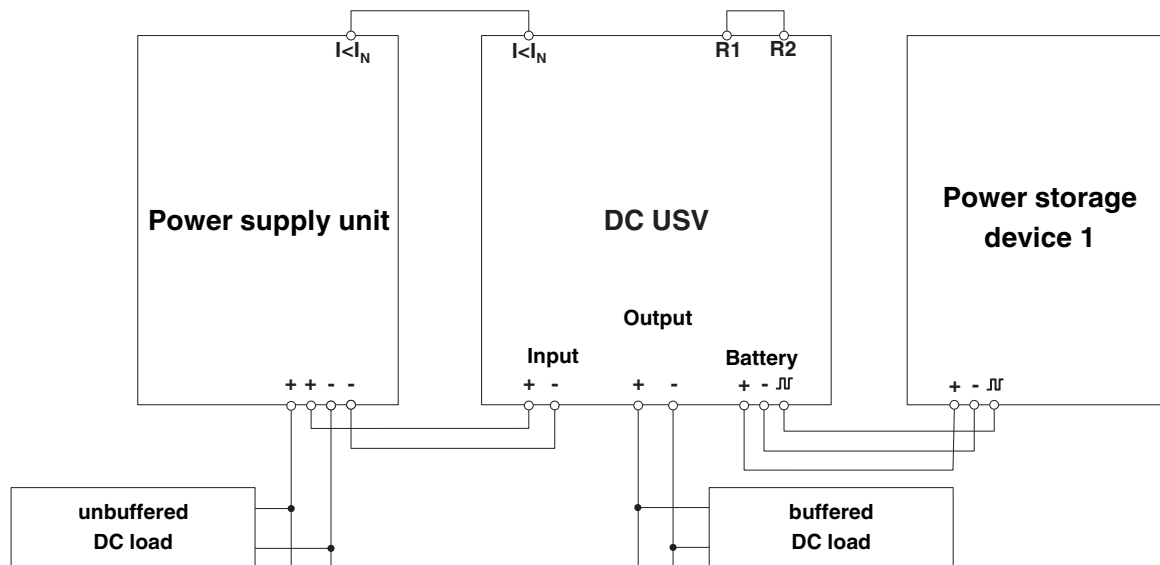 I<IN
I<IN
R1 R2
Power supply unit
DC USV
Power storage
device 1
Output
Input
Battery
+ + - -
+ -
+ -
+ -
+ -
unbuffered
DC load
buffered
DC load